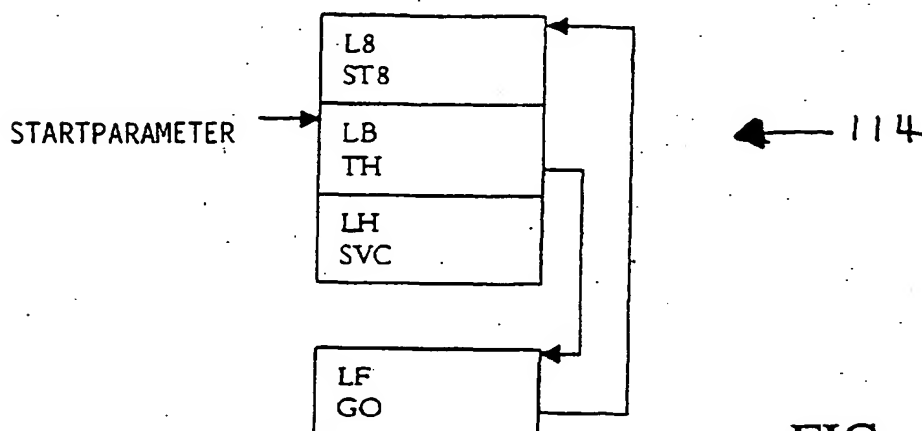 L8
ST8
STARTPARAMETER
LB
TH
114
LH
SVC
LF
GO
FIG